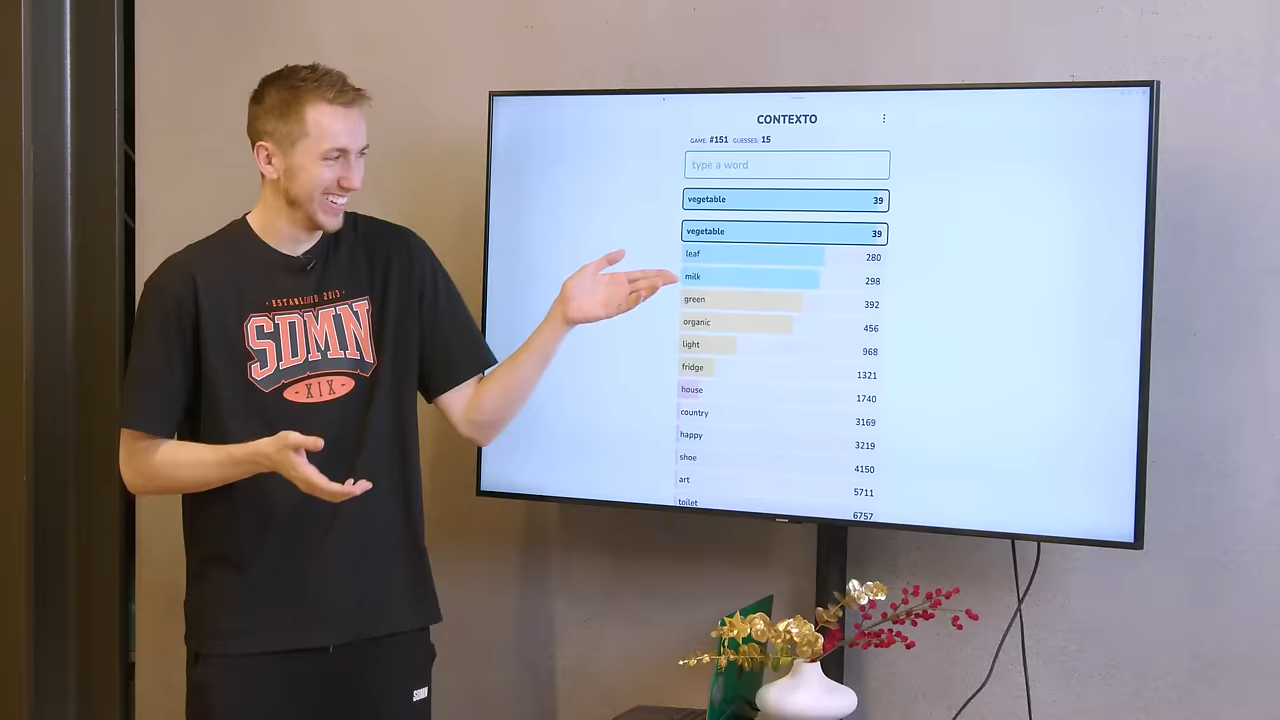 · ESTABLISHED 2013 ·
SDMN
- XIX -
SDMN
CONTEXTO
GAME: #151 GUESSES: 15
type a word
vegetable 39
vegetable 39
leaf 280
milk 298
green 392
organic 456
light 968
fridge 1321
house 1740
country 3169
happy 3219
shoe 4150
art 5711
toilet 6757